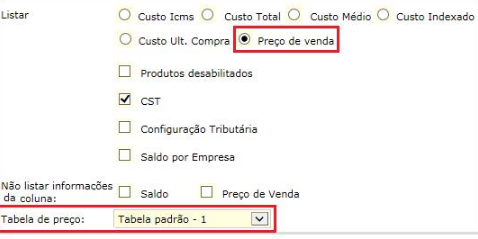 Listar Custo Icms Custo Total Custo Médio Custo Indexado
Custo Ult. Compra Preço de venda
Produtos desabilitados
CST
Configuração Tributária
Saldo por Empresa
Não listar informações
da coluna: Saldo Preço de Venda
Tabela de preço: Tabela padrão - 1